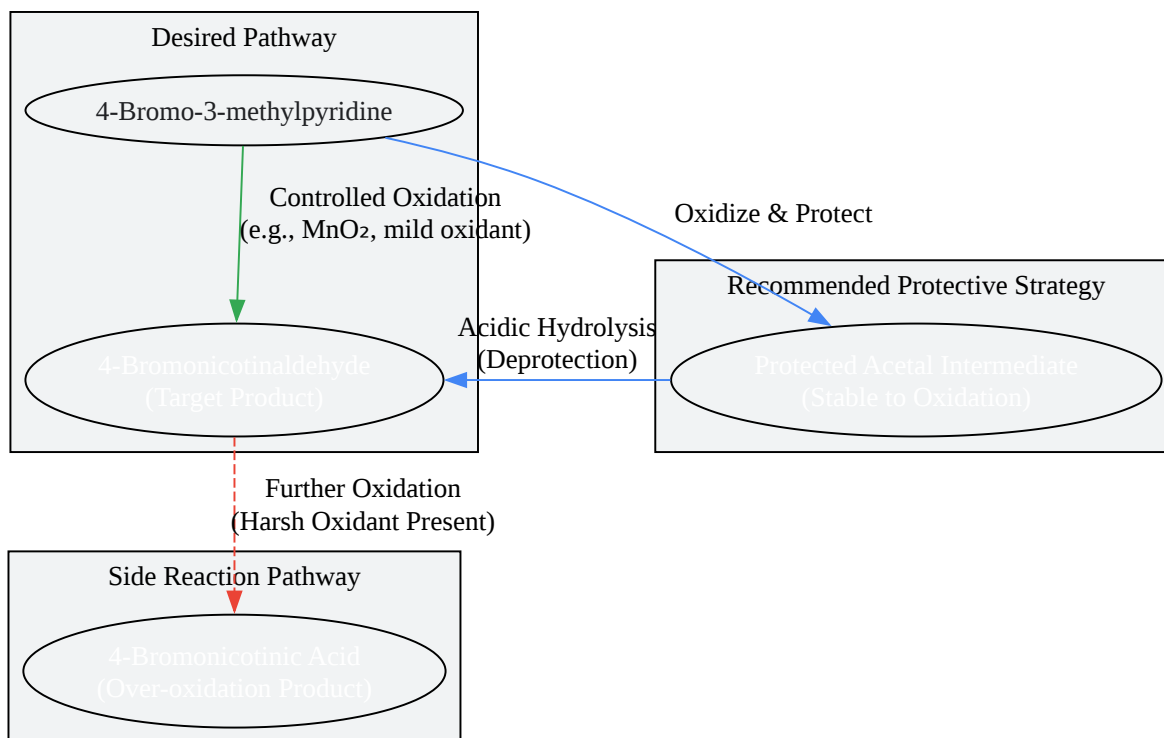 Desired Pathway
4-Bromo-3-methylpyridine
Controlled Oxidation
(e.g., MnO₂, mild oxidant)
Oxidize & Protect
Recommended Protective Strategy
Acidic Hydrolysis
(Deprotection)
4-Bromonicotinaldehyde
(Target Product)
Protected Acetal Intermediate
(Stable to Oxidation)
Further Oxidation
(Harsh Oxidant Present)
Side Reaction Pathway
4-Bromonicotinic Acid
(Over-oxidation Product)